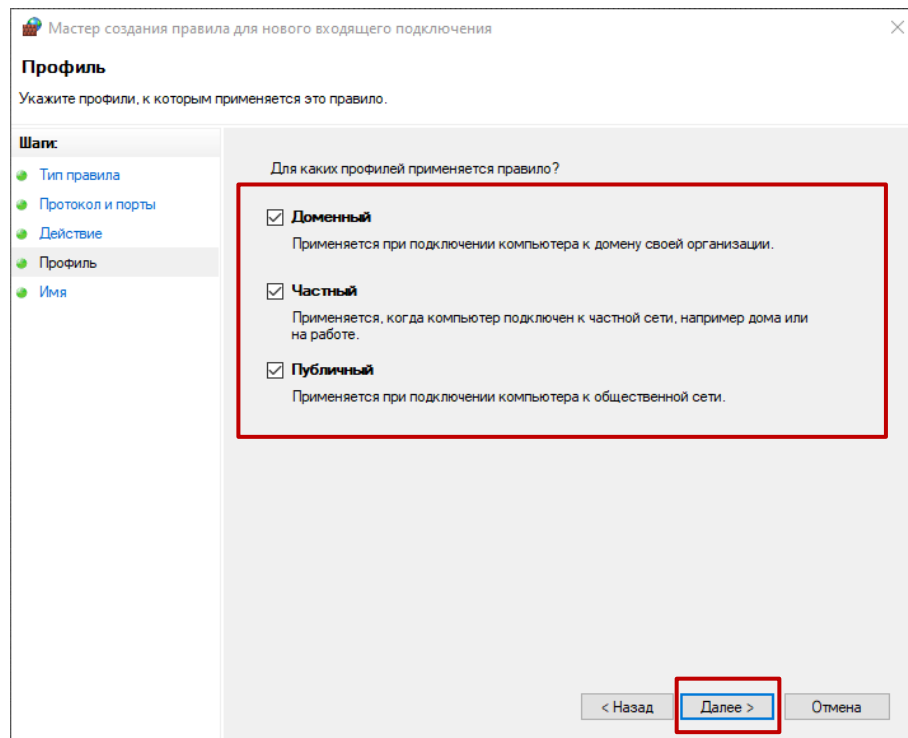 Мастер создания правила для нового входящего подключения
Профиль
Укажите профили, к которым применяется это правило.
Шаги:
Тип правила
Протокол и порты
Действие
Профиль
Имя
Для каких профилей применяется правило?
Доменный
Применяется при подключении компьютера к домену своей организации.
Частный
Применяется, когда компьютер подключен к частной сети, например дома или
на работе.
Публичный
Применяется при подключении компьютера к общественной сети.
< Назад
Далее >
Отмена